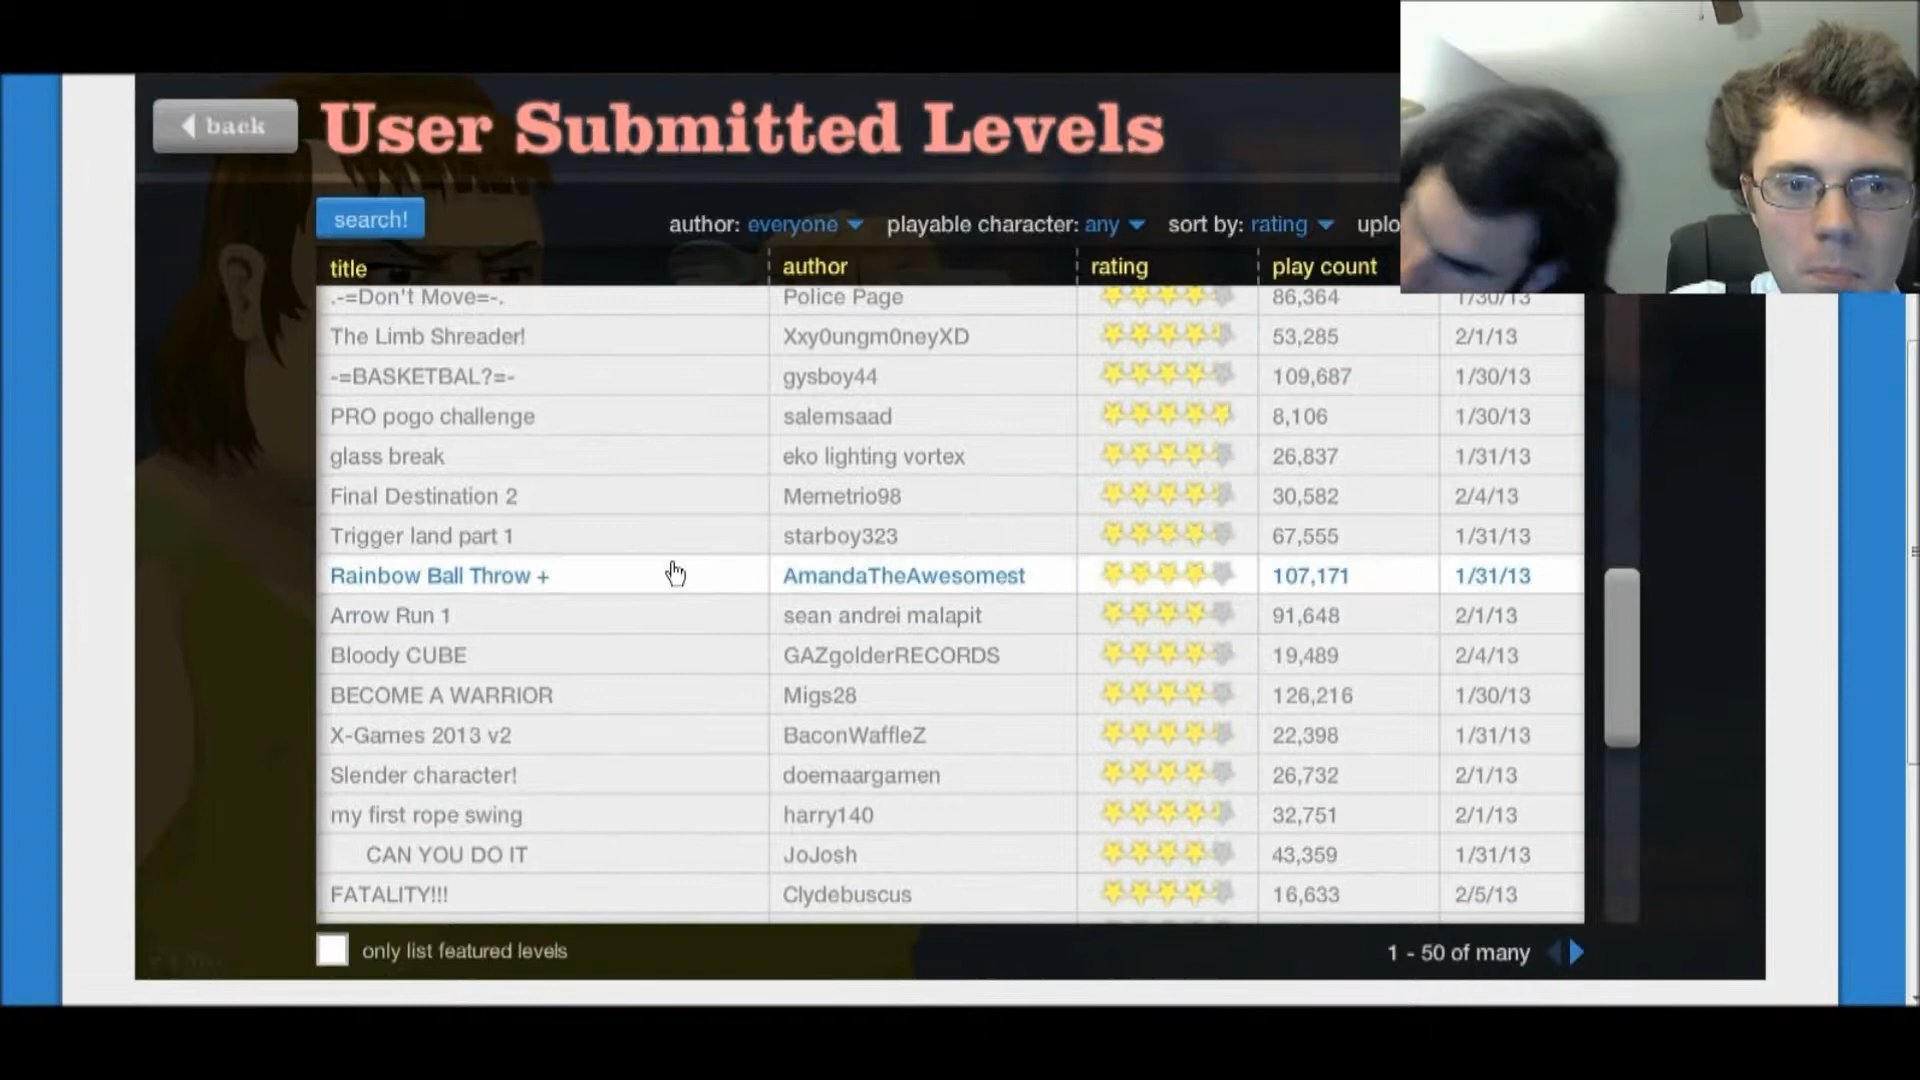 back
User Submitted Levels
search!
author: everyone playable character: any sort by: rating uplo
title author rating play count
.-=Don't Move=-. Police Page 86,364 1/30/13
The Limb Shreader! Xxy0ungm0neyXD 53,285 2/1/13
-=BASKETBAL?=- gysboy44 109,687 1/30/13
PRO pogo challenge salemsaad 8,106 1/30/13
glass break eko lighting vortex 26,837 1/31/13
Final Destination 2 Memetrio98 30,582 2/4/13
Trigger land part 1 starboy323 67,555 1/31/13
Rainbow Ball Throw + AmandaTheAwesomest 107,171 1/31/13
Arrow Run 1 sean andrei malapit 91,648 2/1/13
Bloody CUBE GAZgolderRECORDS 19,489 2/4/13
BECOME A WARRIOR Migs28 126,216 1/30/13
X-Games 2013 v2 BaconWaffleZ 22,398 1/31/13
Slender character! doemaargamen 26,732 2/1/13
my first rope swing harry140 32,751 2/1/13
CAN YOU DO IT JoJosh 43,359 1/31/13
FATALITY!!! Clydebuscus 16,633 2/5/13
only list featured levels 1 - 50 of many